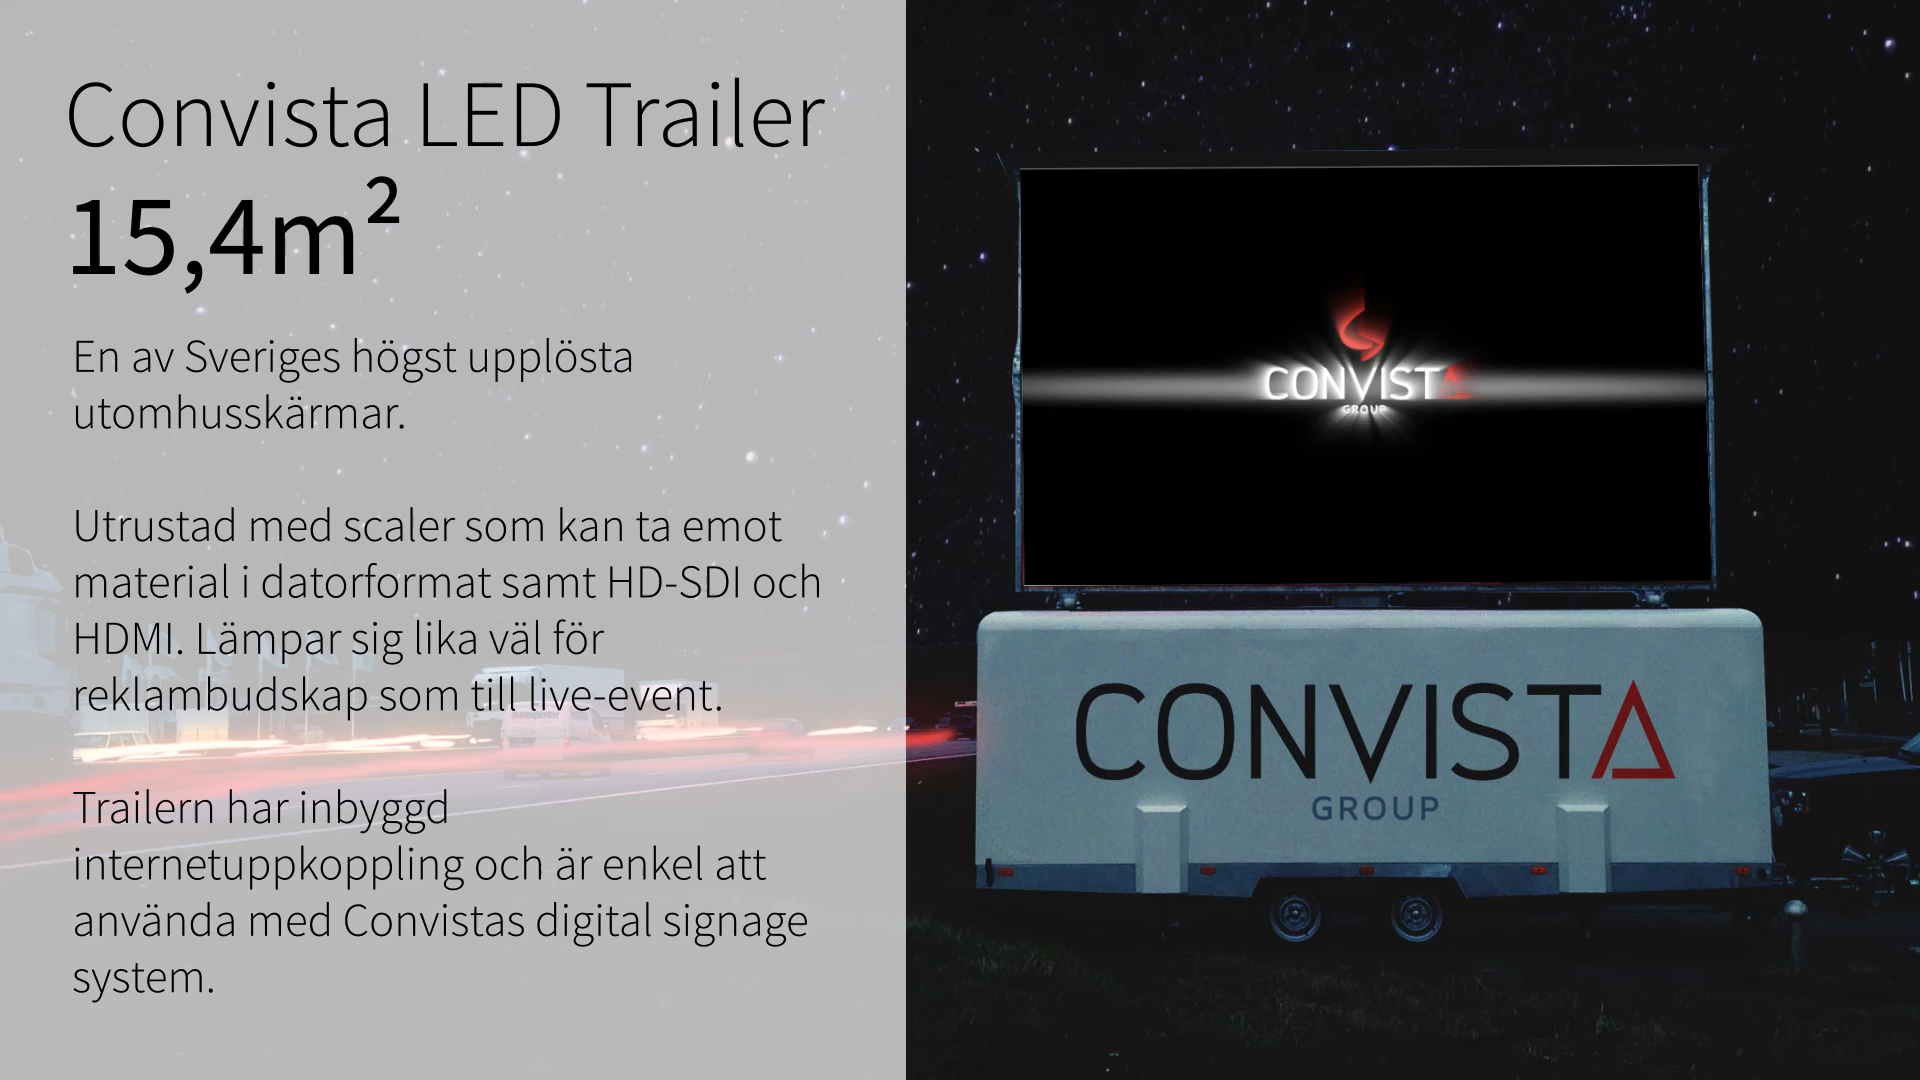 Convista LED Trailer
15,4m²
En av Sveriges högst upplösta
utomhusskärmar.
Utrustad med scaler som kan ta emot
material i datorformat samt HD-SDI och
HDMI. Lämpar sig lika väl för
reklambudskap som till live-event.
Trailern har inbyggd
internetuppkoppling och är enkel att
använda med Convistas digital signage
system.
CONVISTA
GROUP
CONVISTA
GROUP